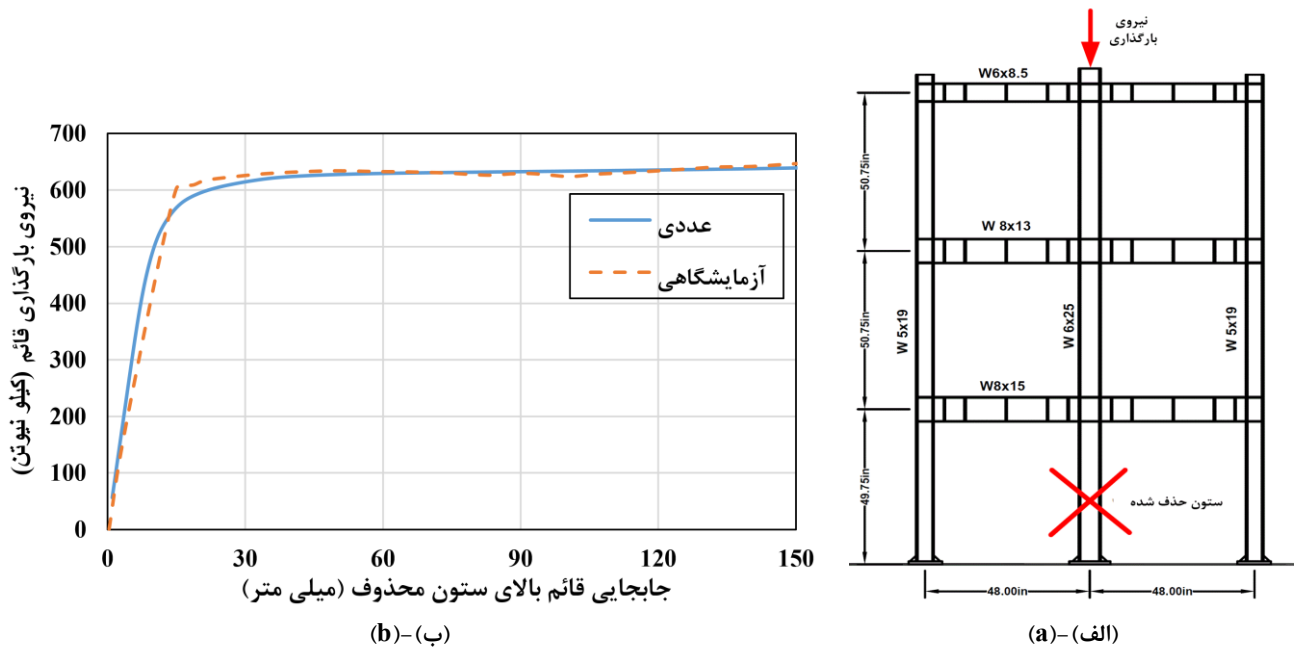 نیروی
بارگذاری
W6x8.5
50.75in
W 8x13
50.75in
W 5x19
W 6x25
W 5x19
W8x15
49.75in
ستون حذف شده
48.00in
48.00in
(الف)-(a)
700
600
500
400
300
200
100
0
نیروی بارگذاری قائم (کیلو نیوتن)
عددی
آزمایشگاهی
0
30
60
90
120
150
جابجایی قائم بالای ستون محذوف (میلی متر)
(ب)-(b)